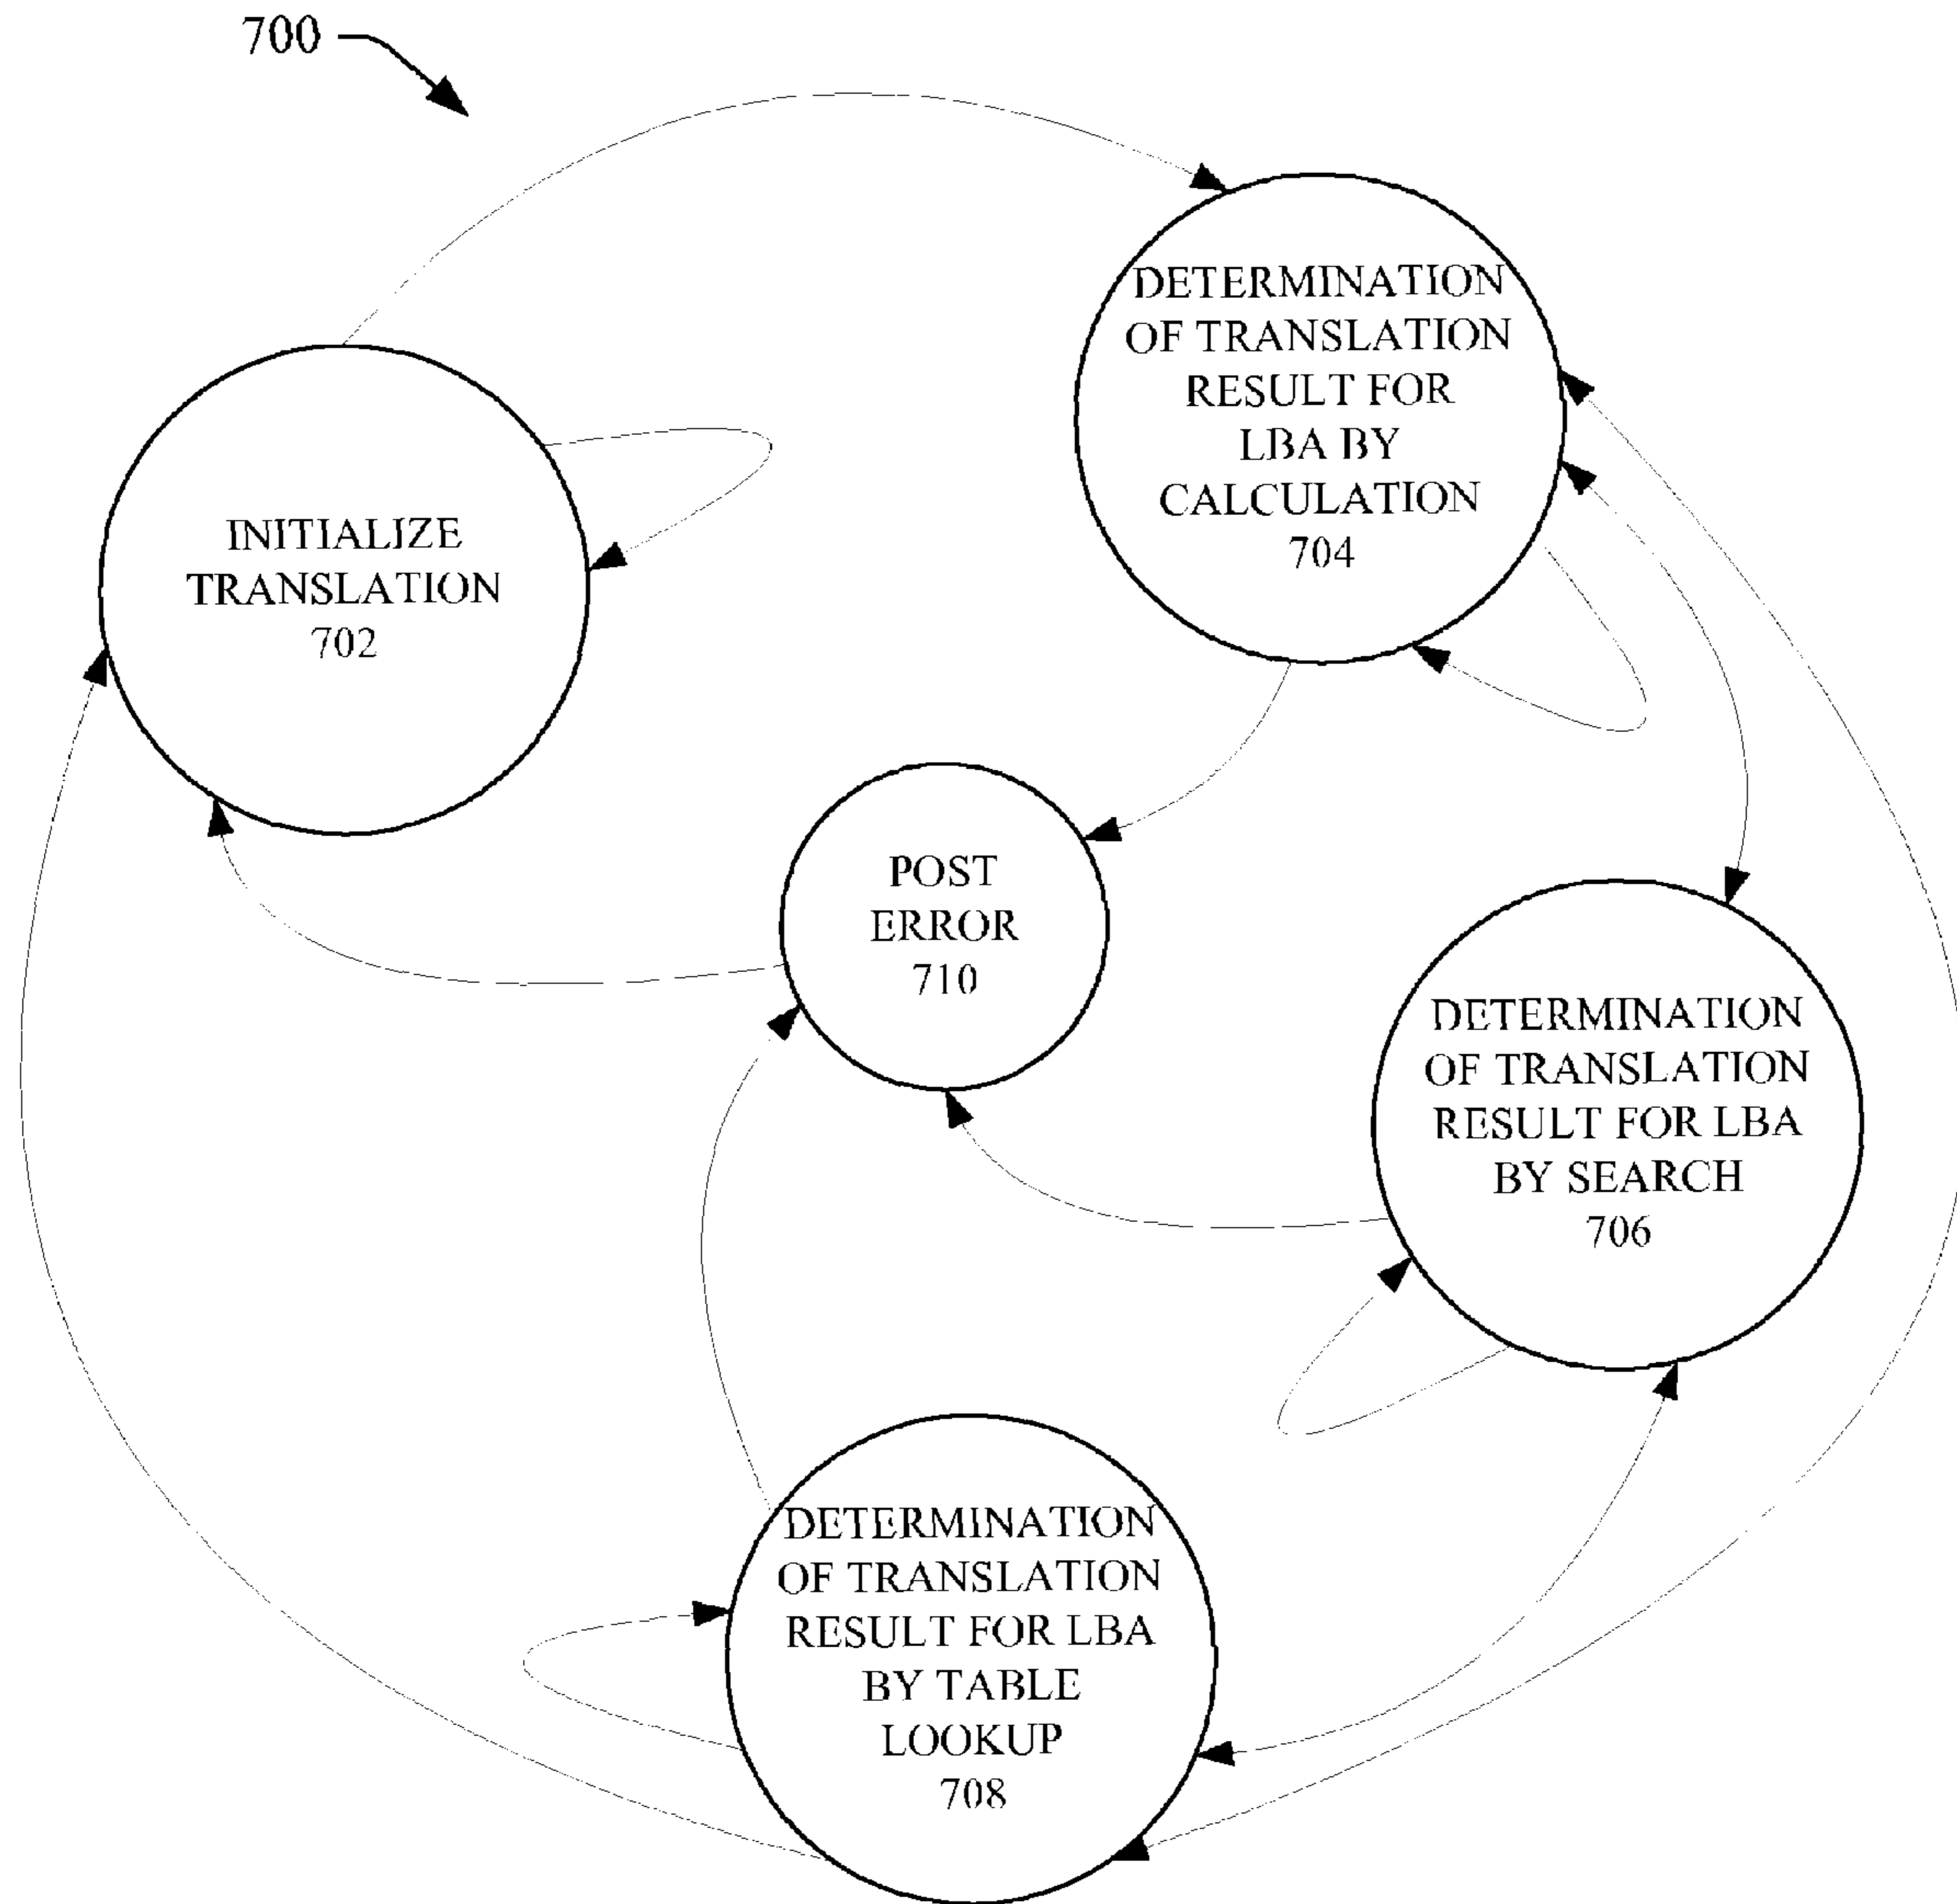 700
DETERMINATION
OF TRANSLATION
RESULT FOR
LBA BY
CALCULATION
704
INITIALIZE
TRANSLATION
702
POST
ERROR
710
DETERMINATION
OF TRANSLATION
RESULT FOR LBA
BY SEARCH
706
DETERMINATION
OF TRANSLATION
RESULT FOR LBA
BY TABLE
LOOKUP
708